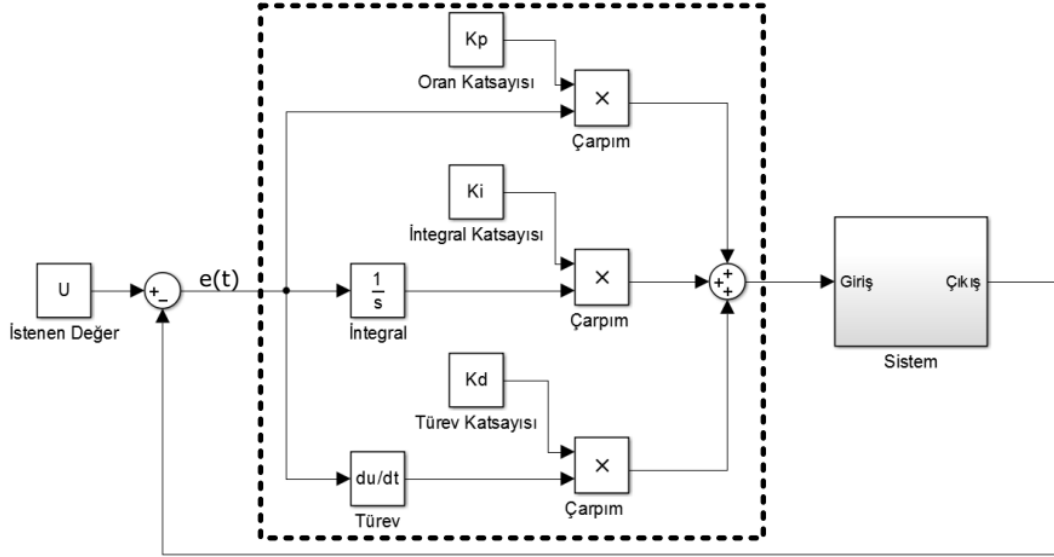 Kp
Oran Katsayısı
×
Çarpım
Ki
İntegral Katsayısı
×
Çarpım
U
İstenen Değer
+
−
e(t)
1
s
İntegral
+
+
+
Giriş
Çıkış
Sistem
Kd
Türev Katsayısı
×
Çarpım
du/dt
Türev